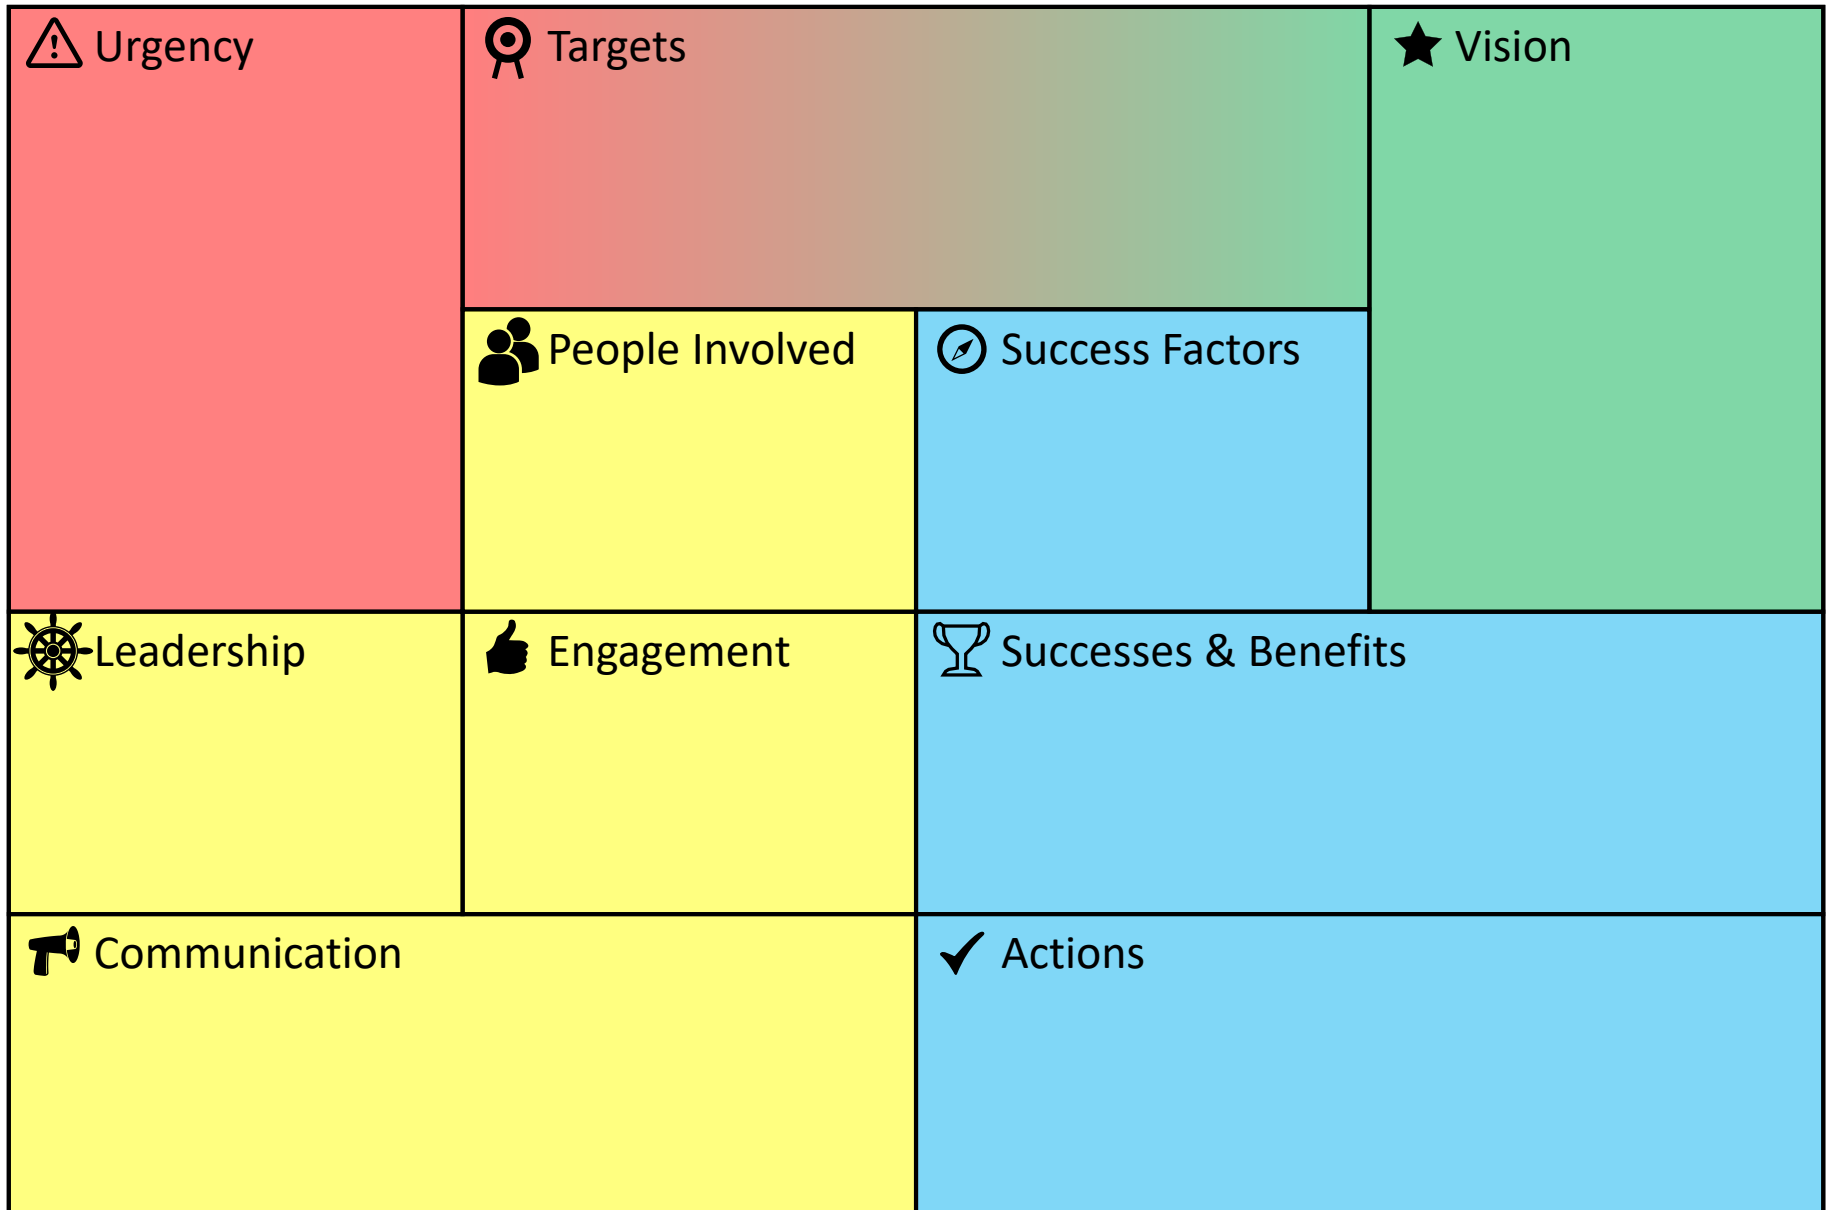 Urgency
Targets
Vision
People Involved
Success Factors
Leadership
Engagement
Successes & Benefits
Communication
Actions